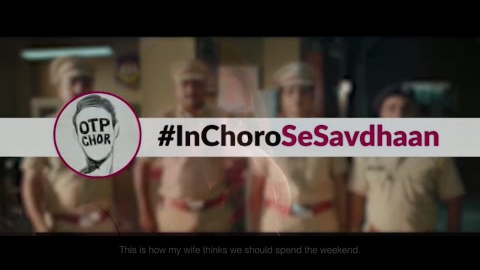 OTP
CHOR
#InChoroSeSavdhaan
This is how my wife thinks we should spend the weekend.